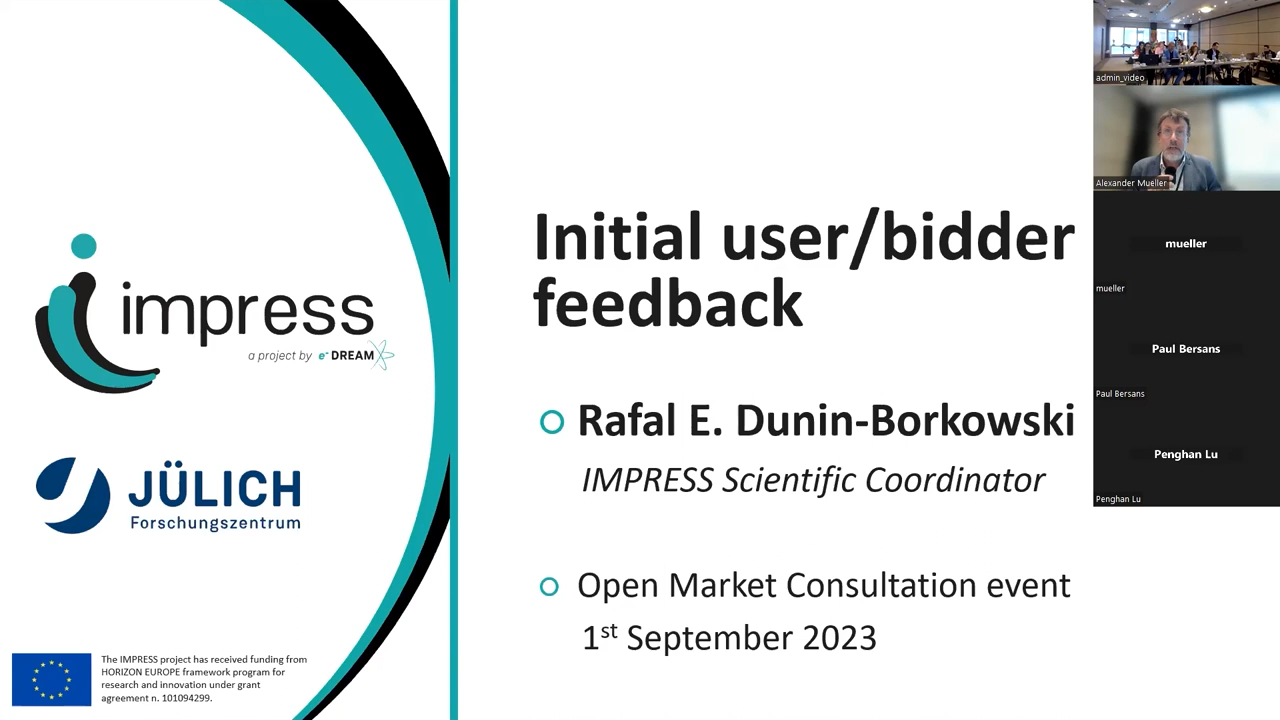 impress
a project by e- DREAM
JÜLICH
Forschungszentrum
The IMPRESS project has received funding from
HORIZON EUROPE framework program for
research and innovation under grant
agreement n. 101094299.
Initial user/bidder
feedback
Rafal E. Dunin-Borkowski
IMPRESS Scientific Coordinator
Open Market Consultation event
1st September 2023
admin_video
Alexander Mueller
mueller
mueller
Paul Bersans
Paul Bersans
Penghan Lu
Penghan Lu